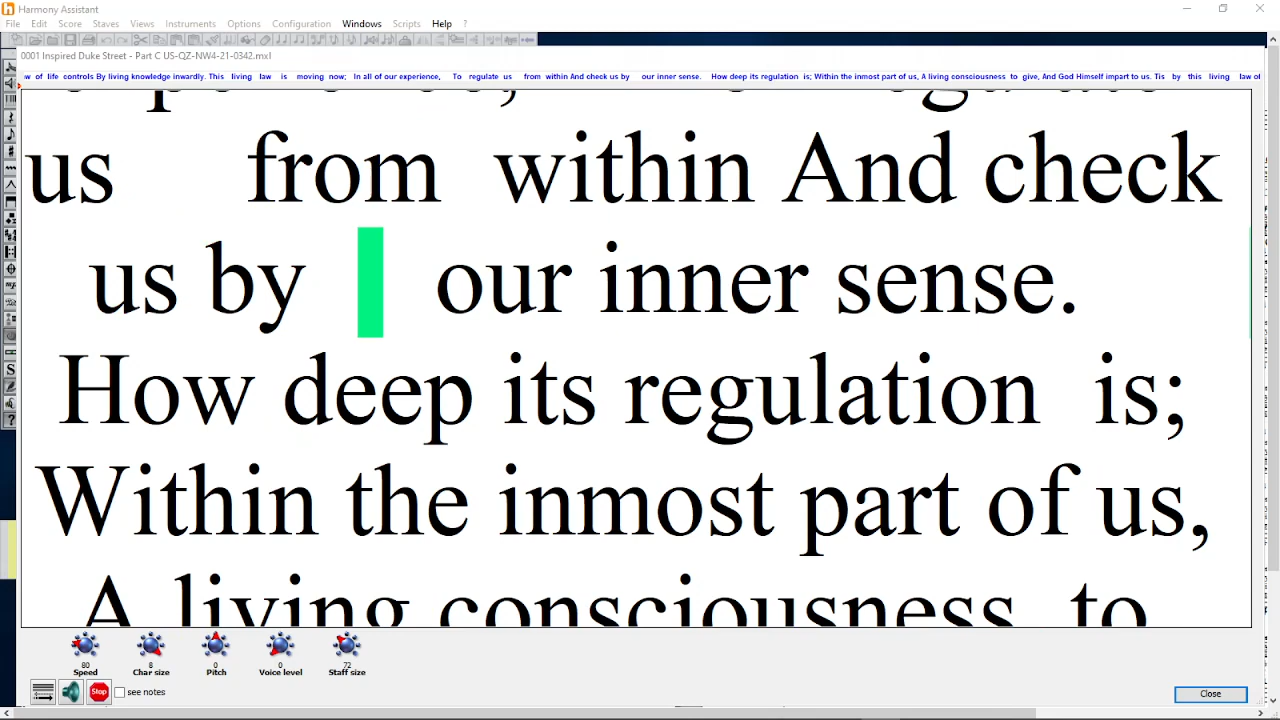 Harmony Assistant
File Edit Score Staves Views Instruments Options Configuration Windows Scripts Help ?
0001 Inspired Duke Street - Part C US-QZ-NW4-21-0342.mxl
of life controls By living knowledge inwardly. This living law is moving now; In all of our experience, To regulate us from within And check us by our inner sense. How deep its regulation is; Within the inmost part of us, A living consciousness to give, And God Himself impart to us. Tis by this living law of
us from within And check
us by our inner sense.
How deep its regulation is;
Within the inmost part of us,
A living consciousness to
80 8 0 0 72
Speed Char size Pitch Voice level Staff size
Stop see notes Close